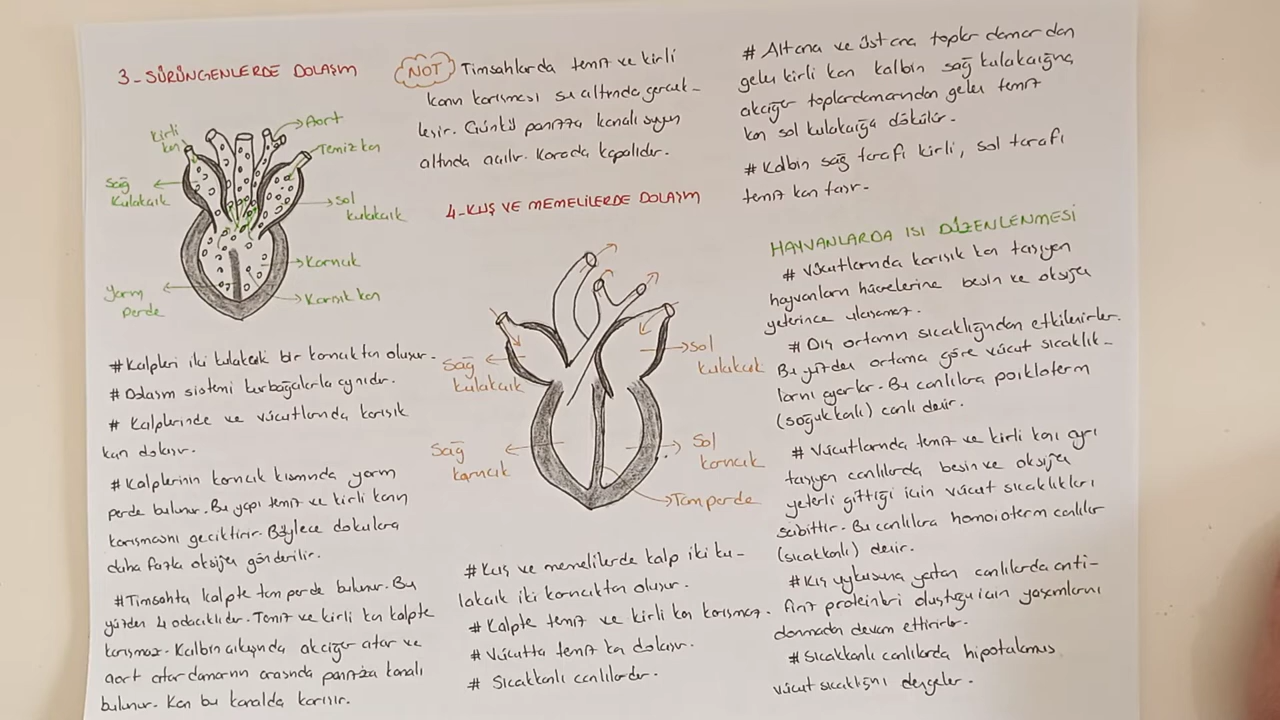 3-SÜRÜNGENLERDE DOLAŞIM
Kirli
kan
Aort
Temiz kan
Sağ
Kulakçık
Sol
kulakçık
Karıncık
Yarım
perde
Karışık kan
#Kalpleri iki kulakçık bir karıncıktan oluşur.
#Dolaşım sistemi kurbağalarla aynıdır.
# Kalplerinde ve vücutlarında karışık
kan dolaşır.
#Kalplerinin karıncık kısmında yarım
perde bulunur. Bu yapı temiz ve kirli kanın
karışmasını geciktirir. Böylece dokulara
daha fazla oksijen gönderilir.
#Timsahta kalpte tam perde bulunur. Bu
yüzden 4 odacıklıdır. Temiz ve kirli kan kalpte
karışmaz. Kalbin çıkışında akciğer atar ve
aort atar damarın arasında panizza kanalı
bulunur. Kan bu kanalda karışır.
NOT Timsahlarda temiz ve kirli
kanın karışması su altında gerçek-
leşir. Çünkü panizza kanalı suyun
altında açılır. Karada kapalıdır.
4-KUŞ VE MEMELİLERDE DOLAŞIM
Sağ
kulakçık
Sol
kulakçık
Sağ
karıncık
Sol
karıncık
Tam perde
#Kuş ve memelilerde kalp iki ku-
lakçık iki karıncıktan oluşur.
#Kalpte temiz ve kirli kan karışmaz.
#Vücutta temiz kan dolaşır.
# Sıcakkanlı canlılardır.
# Altana ve üstana toplar damardan
gelen kirli kan kalbin sağ kulakçığına,
akciğer toplardamarından gelen temiz
kan sol kulakçığa dökülür.
#Kalbin sağ tarafı kirli, sol tarafı
temiz kan taşır.
HAYVANLARDA ISI DÜZENLENMESİ
# Vücutlarında karışık kan taşıyan
hayvanların hücrelerine besin ve oksijen
yeterince ulaşamaz.
# Dış ortamın sıcaklığından etkilenirler.
Bu yüzden ortama göre vücut sıcaklık-
larını ayarlar. Bu canlılara poikloterm
(soğukkanlı) canlı denir.
# Vücutlarında temiz ve kirli kanı ayrı
taşıyan canlılarda besin ve oksijen
yeterli gittiği için vücut sıcaklıkları
sabittir. Bu canlılara homoioterm canlılar
(sıcakkanlı) denir.
#Kış uykusuna yatan canlılarda anti-
friz proteinleri oluştuğu için yaşamlarını
donmadan devam ettirirler.
#Sıcakkanlı canlılarda hipotalamus
vücut sıcaklığını dengeler.